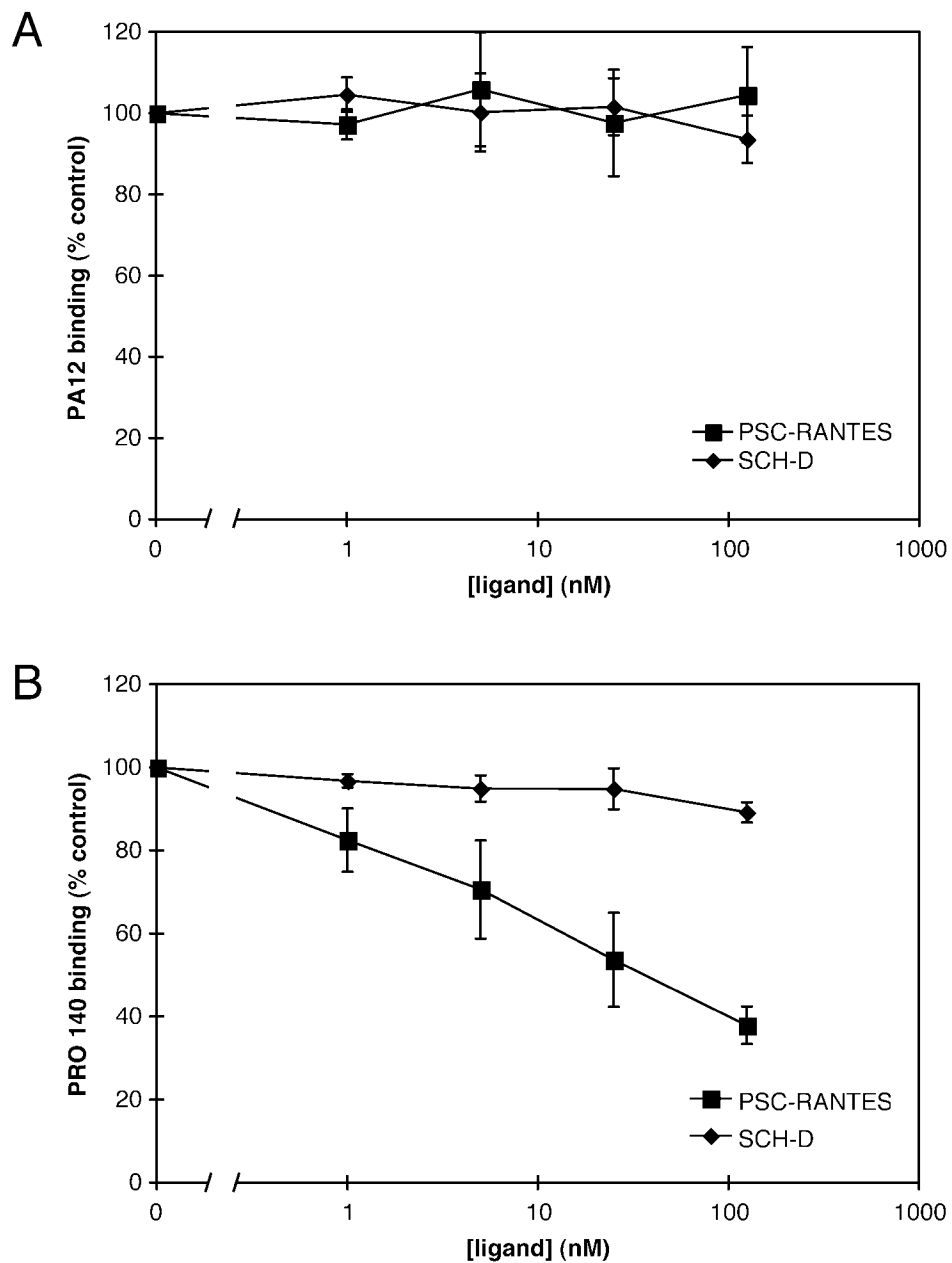 A
120
100
80
60
40
20
0
PA12 binding (% control)
PSC-RANTES
SCH-D
0 1 10 100 1000
[ligand] (nM)
B
120
100
80
60
40
20
0
PRO 140 binding (% control)
PSC-RANTES
SCH-D
0 1 10 100 1000
[ligand] (nM)